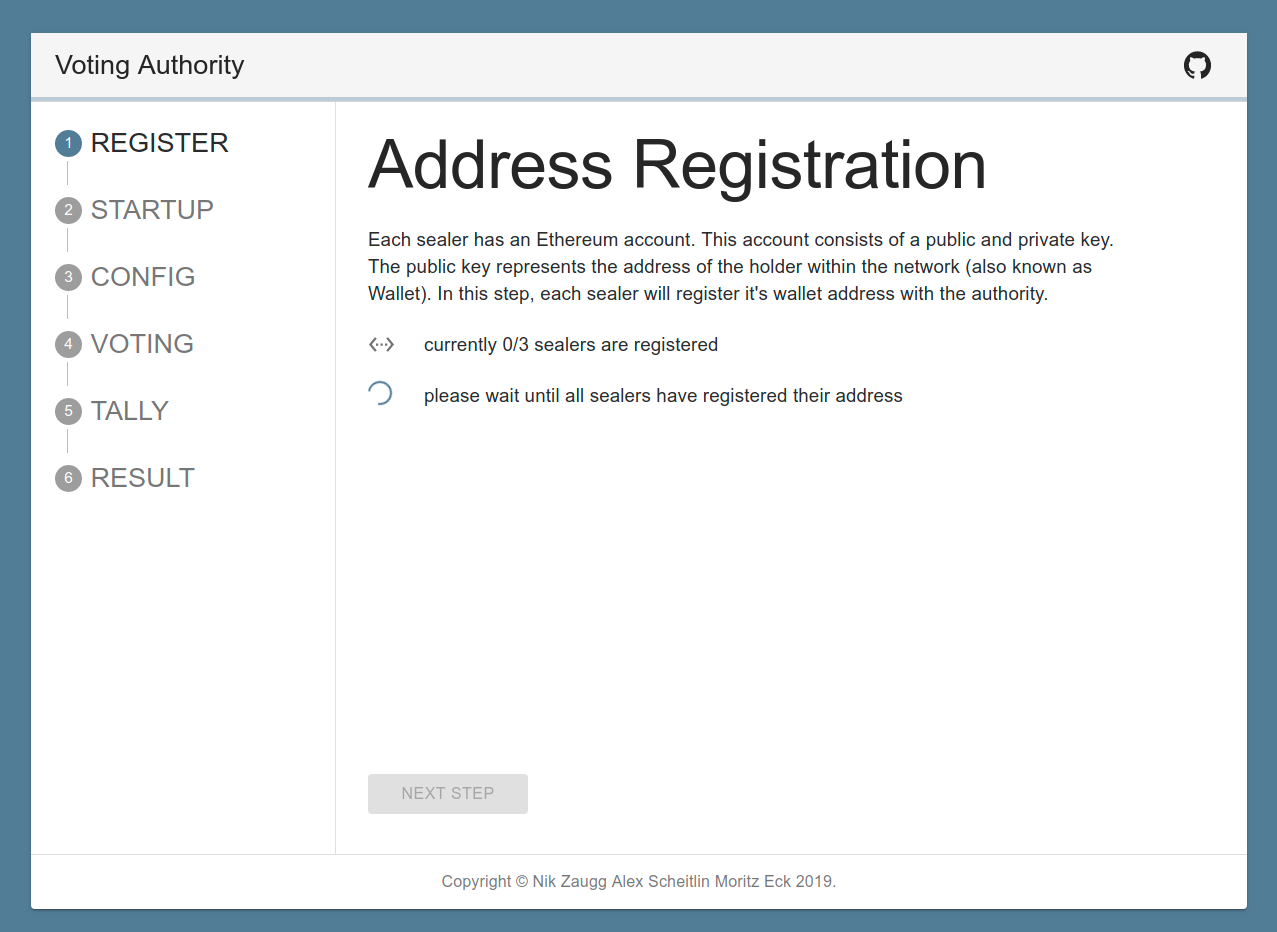 Voting Authority
1 REGISTER
2 STARTUP
3 CONFIG
4 VOTING
5 TALLY
6 RESULT
Address Registration
Each sealer has an Ethereum account. This account consists of a public and private key.
The public key represents the address of the holder within the network (also known as
Wallet). In this step, each sealer will register it's wallet address with the authority.
currently 0/3 sealers are registered
please wait until all sealers have registered their address
NEXT STEP
Copyright © Nik Zaugg Alex Scheitlin Moritz Eck 2019.